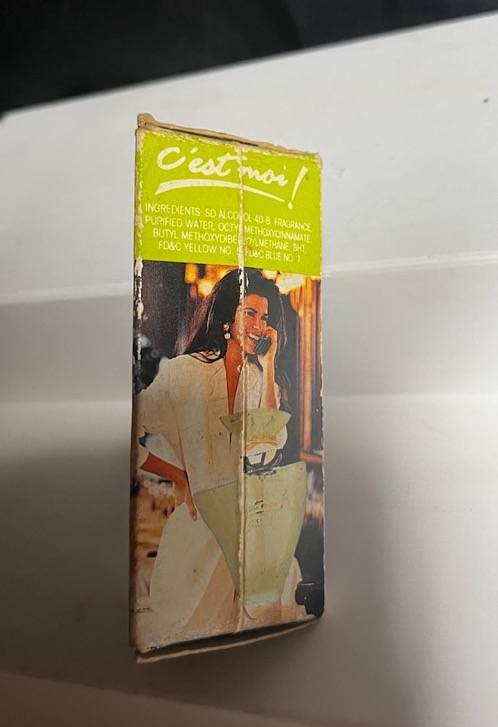 C'est moi!
INGREDIENTS: SD ALCOHOL 40-B, FRAGRANCE,
PURIFIED WATER, OCTYL METHOXYCINNAMATE,
BUTYL METHOXYDIBENZOYLMETHANE, BHT,
FD&C YELLOW NO. 5, FD&C BLUE NO. 1